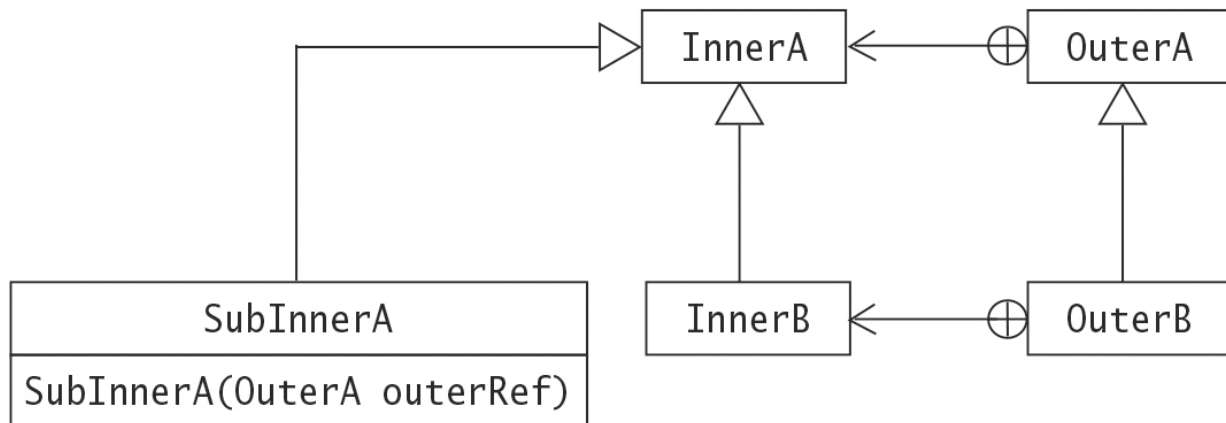 InnerA
OuterA
SubInnerA
SubInnerA(OuterA outerRef)
InnerB
OuterB